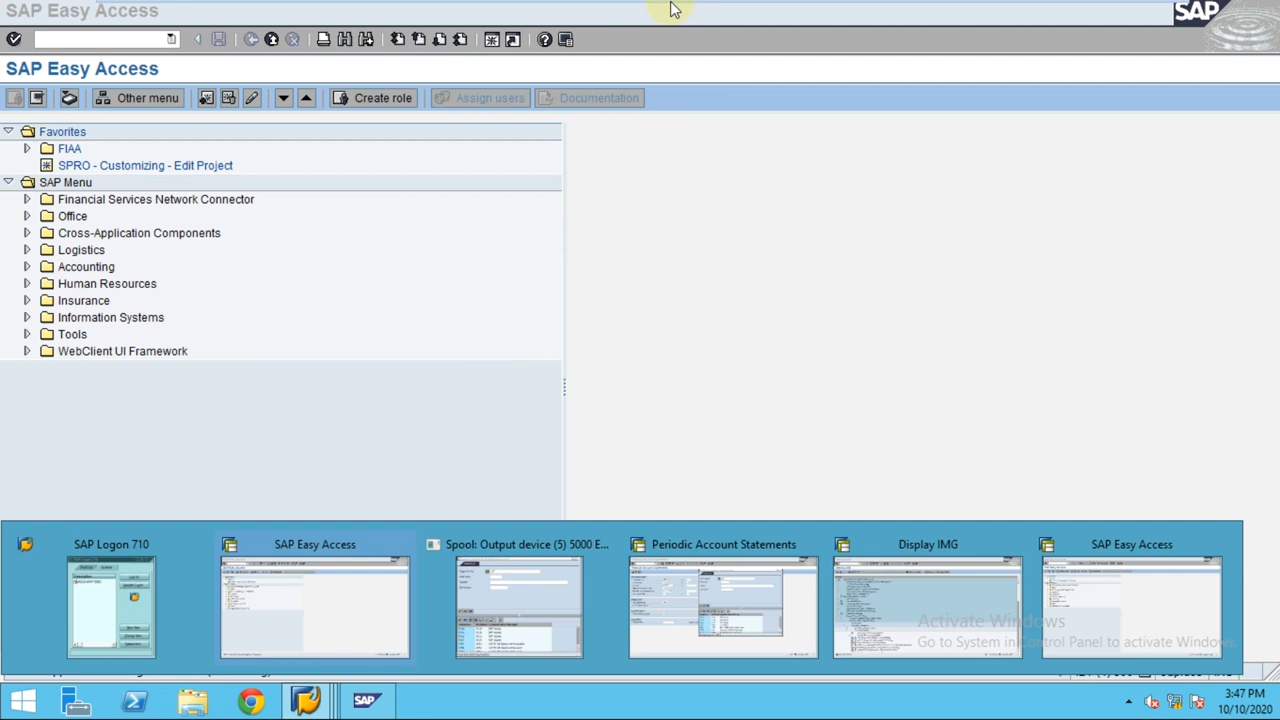 SAP Easy Access
SAP
SAP Easy Access
Other menu
Create role
Assign users
Documentation
Favorites
FIAA
SPRO - Customizing - Edit Project
SAP Menu
Financial Services Network Connector
Office
Cross-Application Components
Logistics
Accounting
Human Resources
Insurance
Information Systems
Tools
WebClient UI Framework
SAP Logon 710
SAP Easy Access
Spool: Output device (5) 5000 E...
Periodic Account Statements
Display IMG
SAP Easy Access
Activate Windows
Go to System in Control Panel to activate Windows.
SAP
3:47 PM
10/10/2020